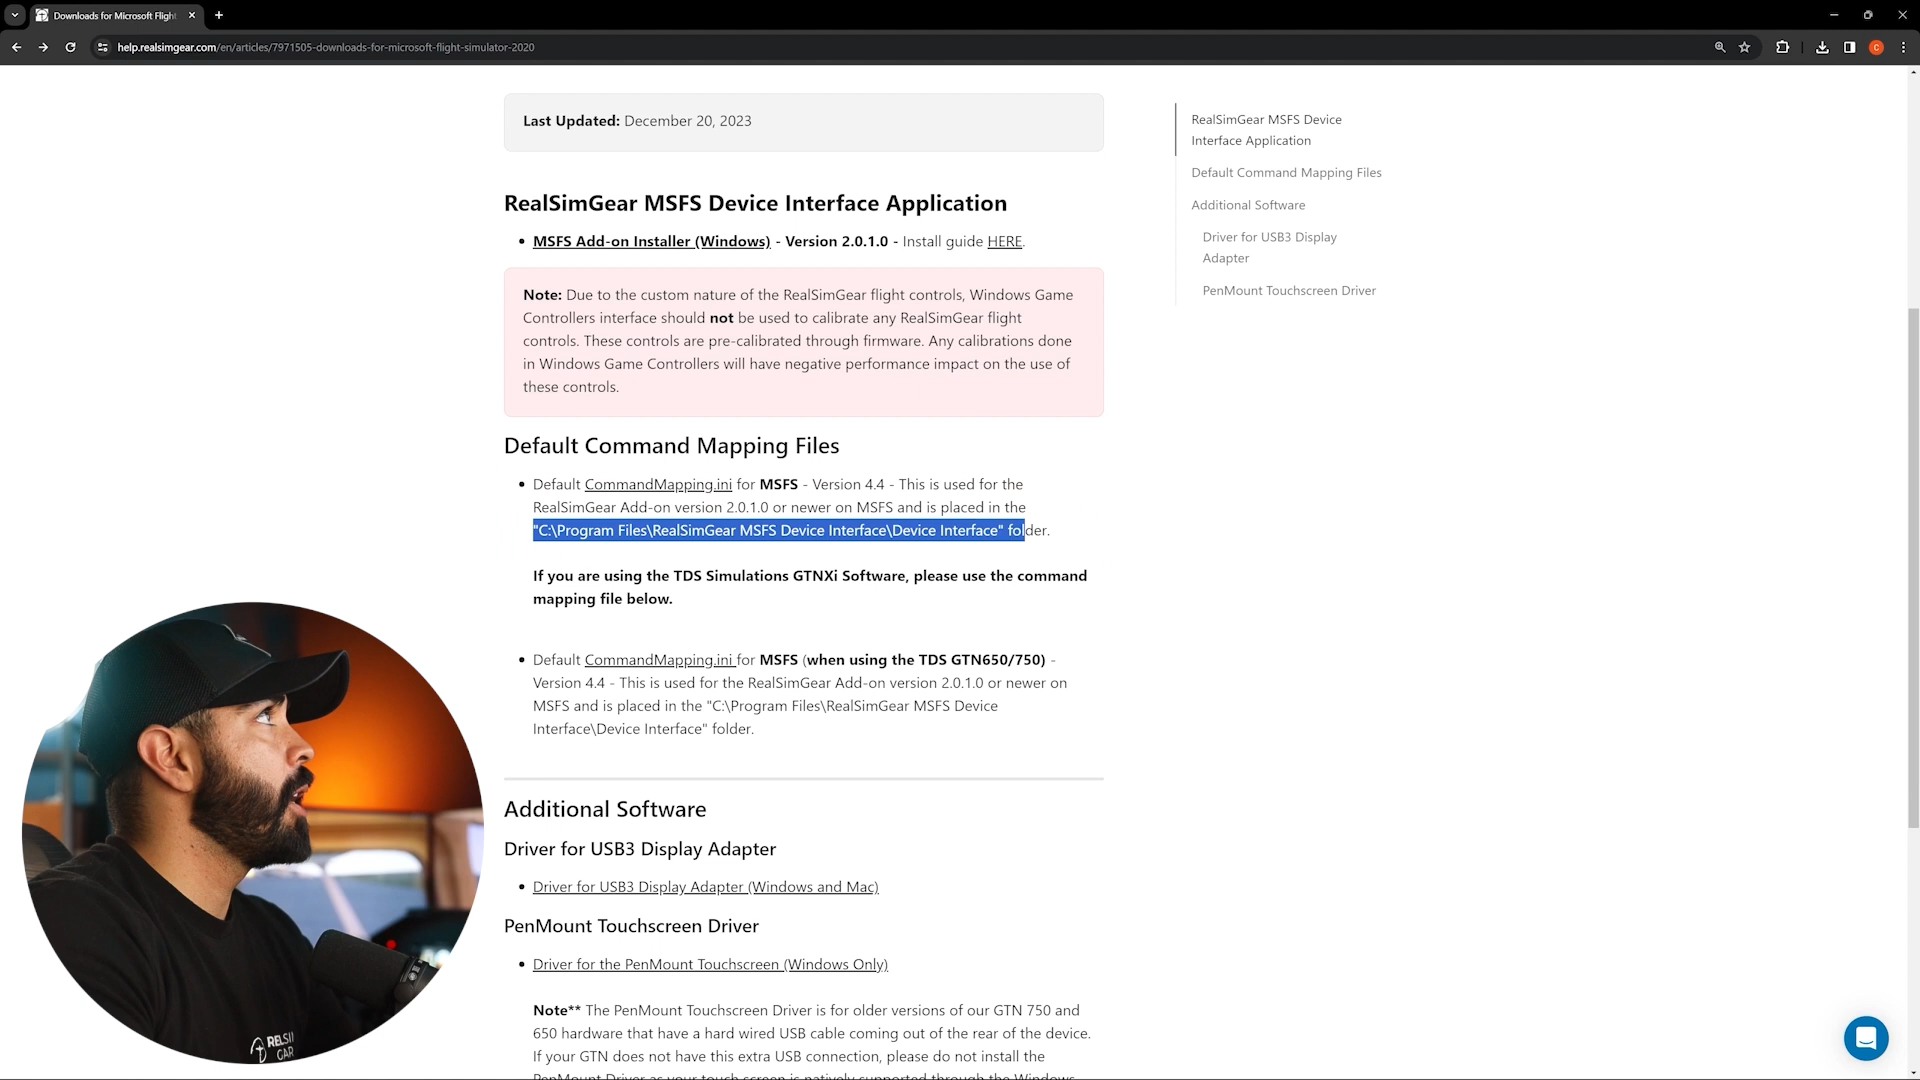 Downloads for Microsoft Flight
help.realsimgear.com/en/articles/7971505-downloads-for-microsoft-flight-simulator-2020
C
Last Updated: December 20, 2023
RealSimGear MSFS Device Interface Application
• MSFS Add-on Installer (Windows) - Version 2.0.1.0 - Install guide HERE.
Note: Due to the custom nature of the RealSimGear flight controls, Windows Game
Controllers interface should not be used to calibrate any RealSimGear flight
controls. These controls are pre-calibrated through firmware. Any calibrations done
in Windows Game Controllers will have negative performance impact on the use of
these controls.
Default Command Mapping Files
• Default CommandMapping.ini for MSFS - Version 4.4 - This is used for the
RealSimGear Add-on version 2.0.1.0 or newer on MSFS and is placed in the
"C:\Program Files\RealSimGear MSFS Device Interface\Device Interface" folder.
If you are using the TDS Simulations GTNXi Software, please use the command
mapping file below.
• Default CommandMapping.ini for MSFS (when using the TDS GTN650/750) -
Version 4.4 - This is used for the RealSimGear Add-on version 2.0.1.0 or newer on
MSFS and is placed in the "C:\Program Files\RealSimGear MSFS Device
Interface\Device Interface" folder.
Additional Software
Driver for USB3 Display Adapter
• Driver for USB3 Display Adapter (Windows and Mac)
PenMount Touchscreen Driver
• Driver for the PenMount Touchscreen (Windows Only)
Note** The PenMount Touchscreen Driver is for older versions of our GTN 750 and
650 hardware that have a hard wired USB cable coming out of the rear of the device.
If your GTN does not have this extra USB connection, please do not install the
PenMount Driver as your touch screen is natively supported through the Windows
RealSimGear MSFS Device
Interface Application
Default Command Mapping Files
Additional Software
Driver for USB3 Display
Adapter
PenMount Touchscreen Driver